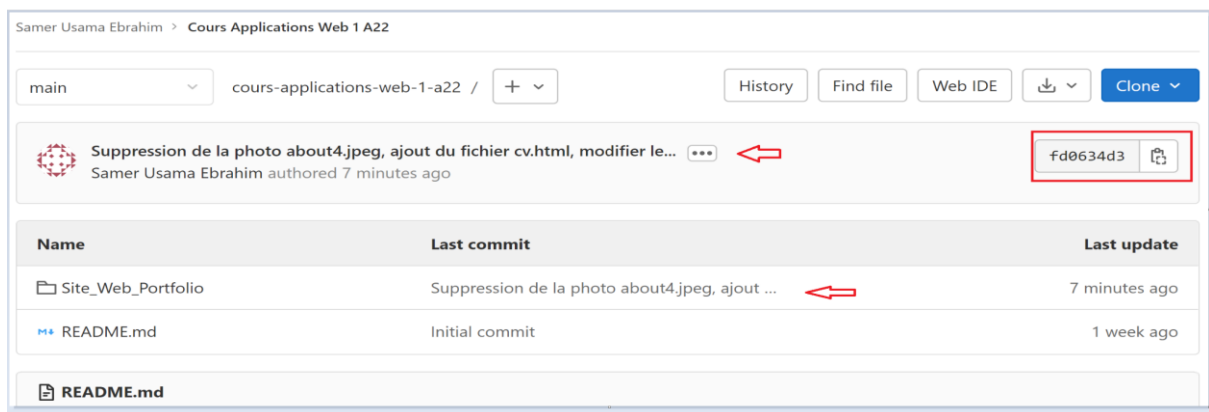 Samer Usama Ebrahim > Cours Applications Web 1 A22
main cours-applications-web-1-a22 / + History Find file Web IDE Clone
Suppression de la photo about4.jpeg, ajout du fichier cv.html, modifier le... fd0634d3
Samer Usama Ebrahim authored 7 minutes ago
Name Last commit Last update
Site_Web_Portfolio Suppression de la photo about4.jpeg, ajout ... 7 minutes ago
M↓ README.md Initial commit 1 week ago
README.md